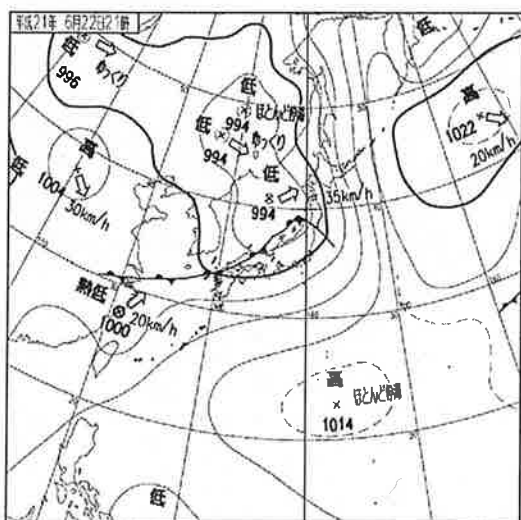 平成21年 6月22日21時
低
ゆっくり
996
低
ほとんど停滞
994
低
ゆっくり
994
低
35km/h
994
低
高
1022
20km/h
高
1004
30km/h
低
熱低
20km/h
1000
高
ほとんど停滞
1014
低